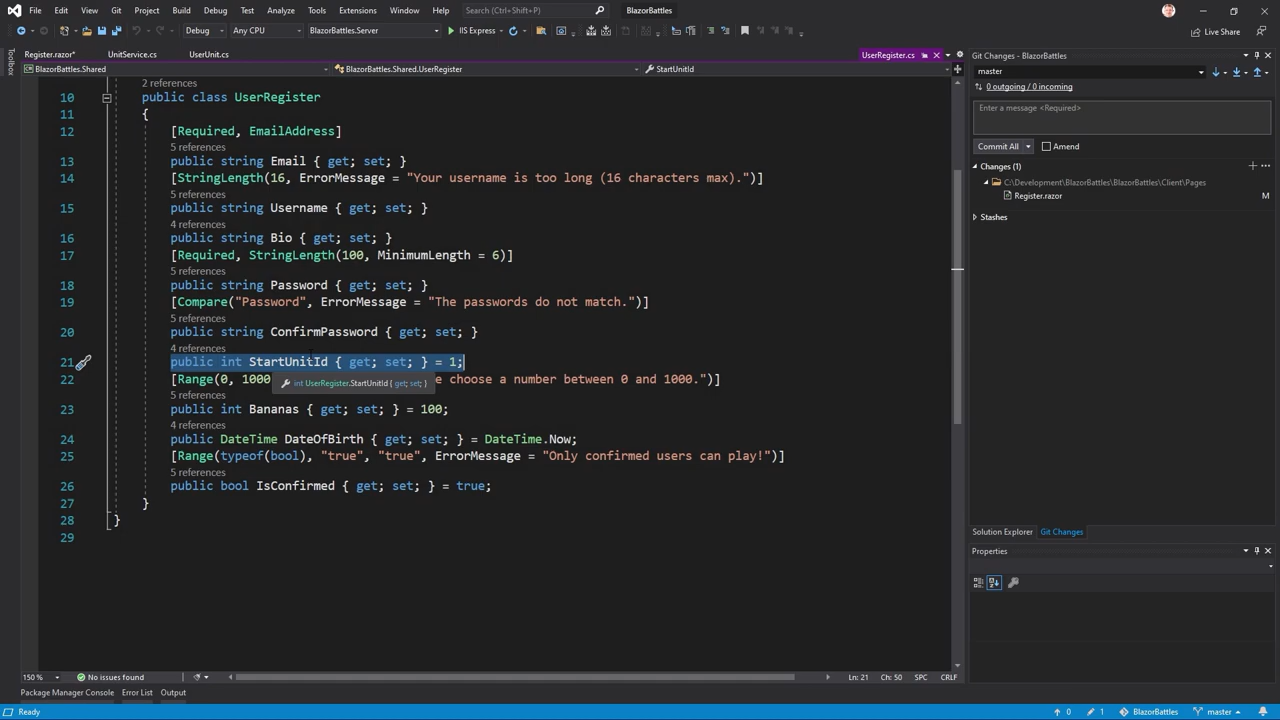 File Edit View Git Project Build Debug Test Analyze Tools Extensions Window Help Search (Ctrl+Shift+P) BlazorBattles
Debug Any CPU BlazorBattles.Server IIS Express Live Share
Toolbox
Register.razor* UnitService.cs UserUnit.cs UserRegister.cs
BlazorBattles.Shared BlazorBattles.Shared.UserRegister StartUnitId
2 references
10 public class UserRegister
11 {
12 [Required, EmailAddress]
5 references
13 public string Email { get; set; }
14 [StringLength(16, ErrorMessage = "Your username is too long (16 characters max).")]
5 references
15 public string Username { get; set; }
4 references
16 public string Bio { get; set; }
17 [Required, StringLength(100, MinimumLength = 6)]
5 references
18 public string Password { get; set; }
19 [Compare("Password", ErrorMessage = "The passwords do not match.")]
5 references
20 public string ConfirmPassword { get; set; }
4 references
21 public int StartUnitId { get; set; } = 1;
22 [Range(0, 1000 e choose a number between 0 and 1000.")]
int UserRegister.StartUnitId { get; set; }
5 references
23 public int Bananas { get; set; } = 100;
4 references
24 public DateTime DateOfBirth { get; set; } = DateTime.Now;
25 [Range(typeof(bool), "true", "true", ErrorMessage = "Only confirmed users can play!")]
5 references
26 public bool IsConfirmed { get; set; } = true;
27 }
28 }
29
150 % No issues found Ln: 21 Ch: 50 SPC CRLF
Package Manager Console Error List Output
Git Changes - BlazorBattles
master
0 outgoing / 0 incoming
Enter a message <Required>
Commit All Amend
Changes (1)
C:\Development\BlazorBattles\BlazorBattles\Client\Pages
Register.razor M
Stashes
Solution Explorer Git Changes
Properties
Ready 0 1 BlazorBattles master